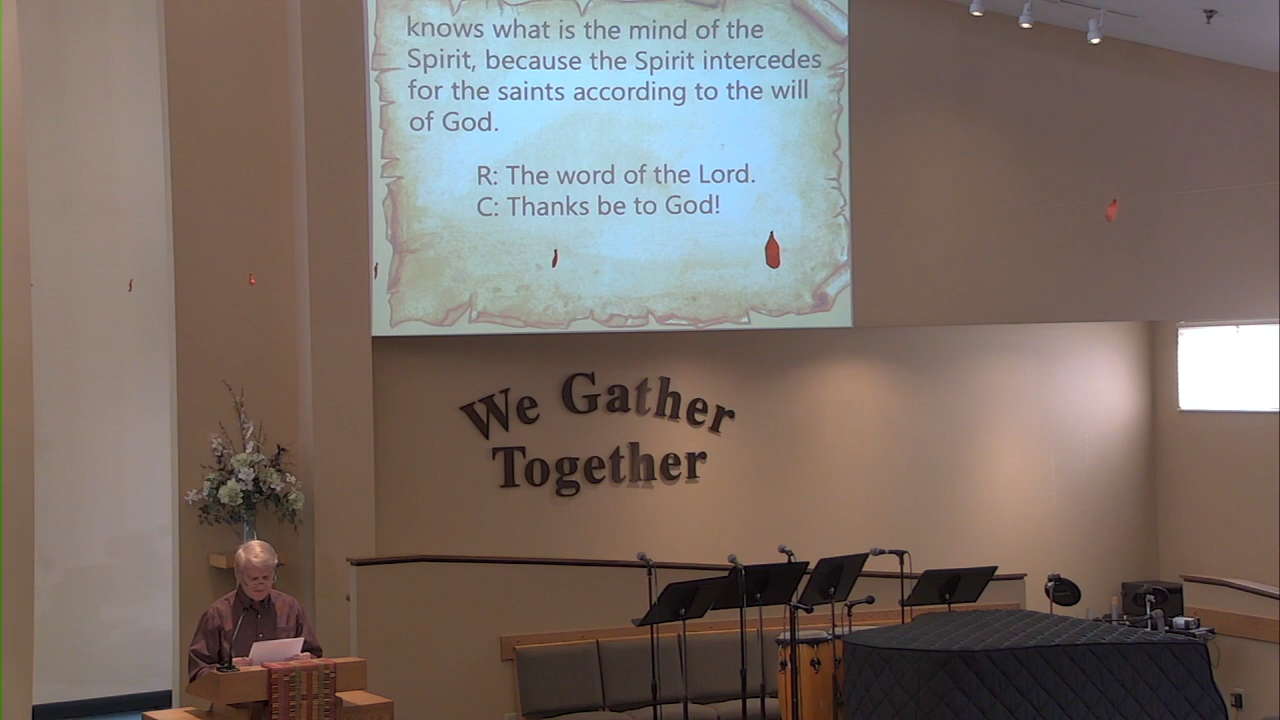 knows what is the mind of the
Spirit, because the Spirit intercedes
for the saints according to the will
of God.
R: The word of the Lord.
C: Thanks be to God!
We Gather
Together